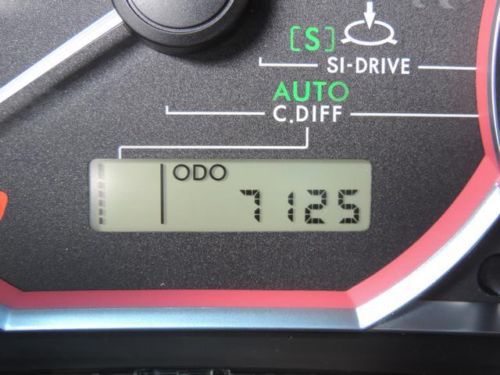 [S]
SI-DRIVE
AUTO
C.DIFF
ODO
7125